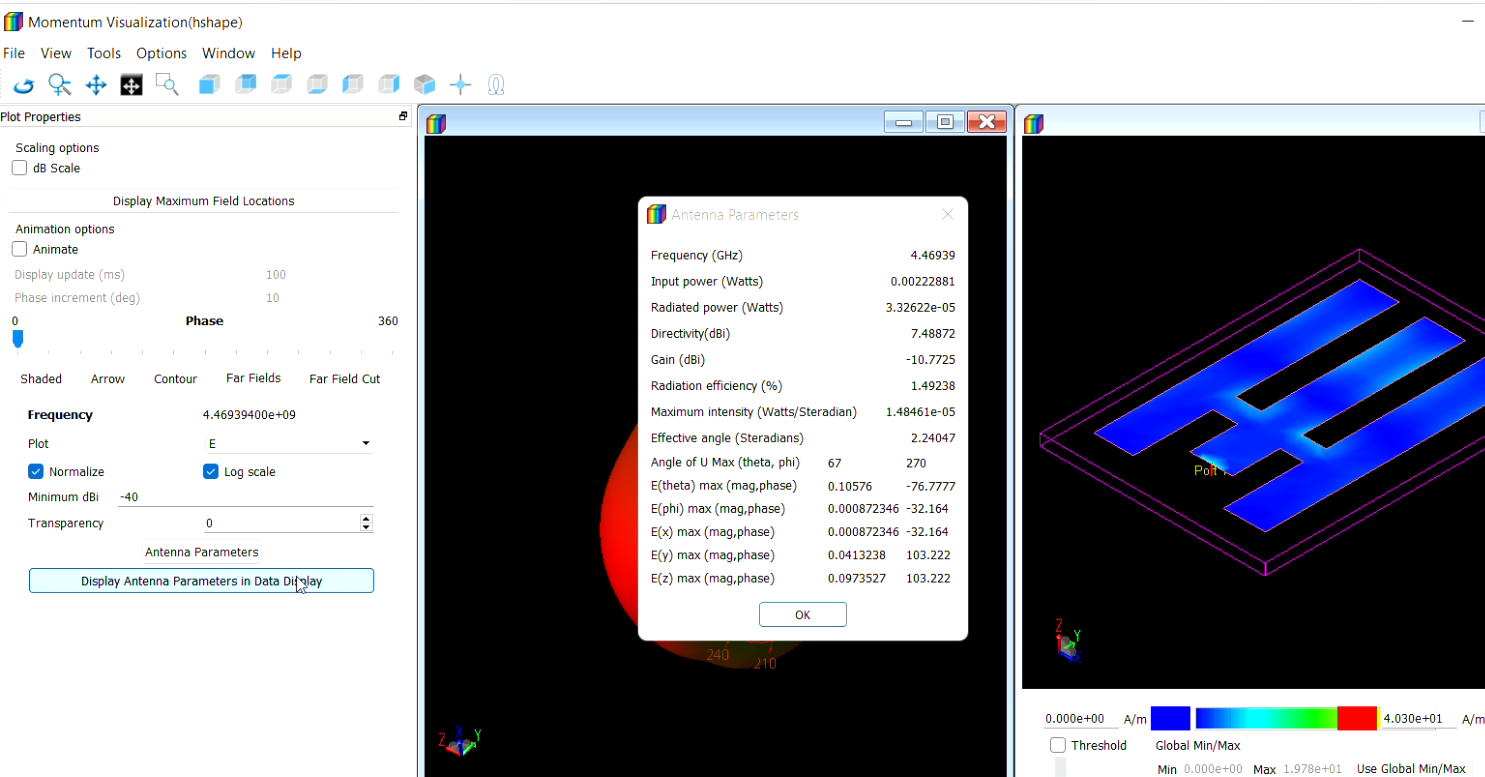 Momentum Visualization(hshape)
File View Tools Options Window Help
Plot Properties
Scaling options
dB Scale
Display Maximum Field Locations
Animation options
Animate
Display update (ms) 100
Phase increment (deg) 10
0 Phase 360
Shaded Arrow Contour Far Fields Far Field Cut
Frequency 4.46939400e+09
Plot E
Normalize Log scale
Minimum dBi -40
Transparency 0
Antenna Parameters
Display Antenna Parameters in Data Display
Antenna Parameters
Frequency (GHz) 4.46939
Input power (Watts) 0.00222881
Radiated power (Watts) 3.32622e-05
Directivity(dBi) 7.48872
Gain (dBi) -10.7725
Radiation efficiency (%) 1.49238
Maximum intensity (Watts/Steradian) 1.48461e-05
Effective angle (Steradians) 2.24047
Angle of U Max (theta, phi) 67 270
E(theta) max (mag,phase) 0.10576 -76.7777
E(phi) max (mag,phase) 0.000872346 -32.164
E(x) max (mag,phase) 0.000872346 -32.164
E(y) max (mag,phase) 0.0413238 103.222
E(z) max (mag,phase) 0.0973527 103.222
OK
240
210
Z X Y
Z Y X
0.000e+00 A/m 4.030e+01 A/m
Threshold Global Min/Max
Min 0.000e+00 Max 1.978e+01 Use Global Min/Max